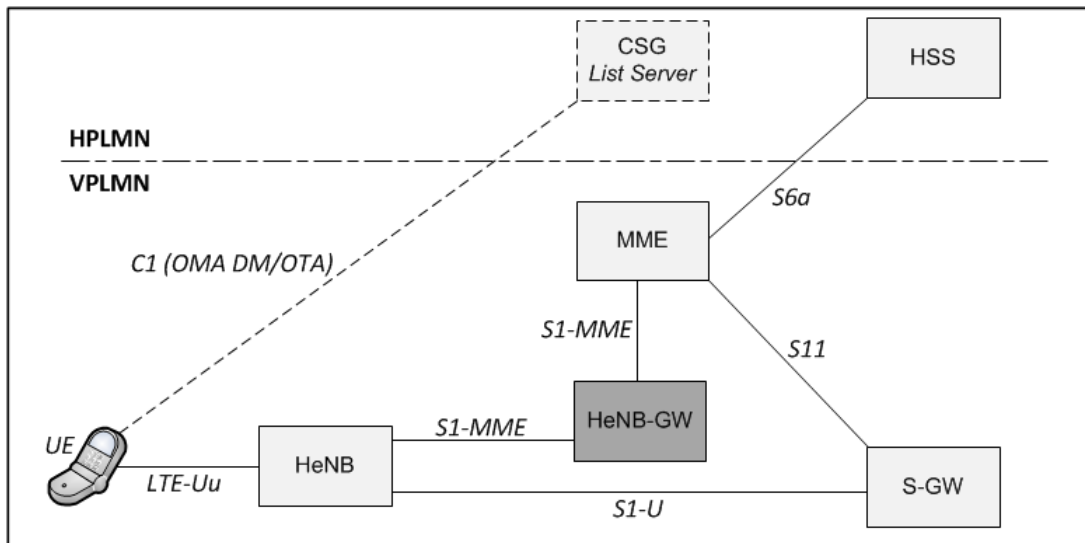 CSG
List Server
HSS
HPLMN
VPLMN
S6a
MME
C1 (OMA DM/OTA)
S1-MME
S11
HeNB-GW
UE
S1-MME
HeNB
LTE-Uu
S-GW
S1-U